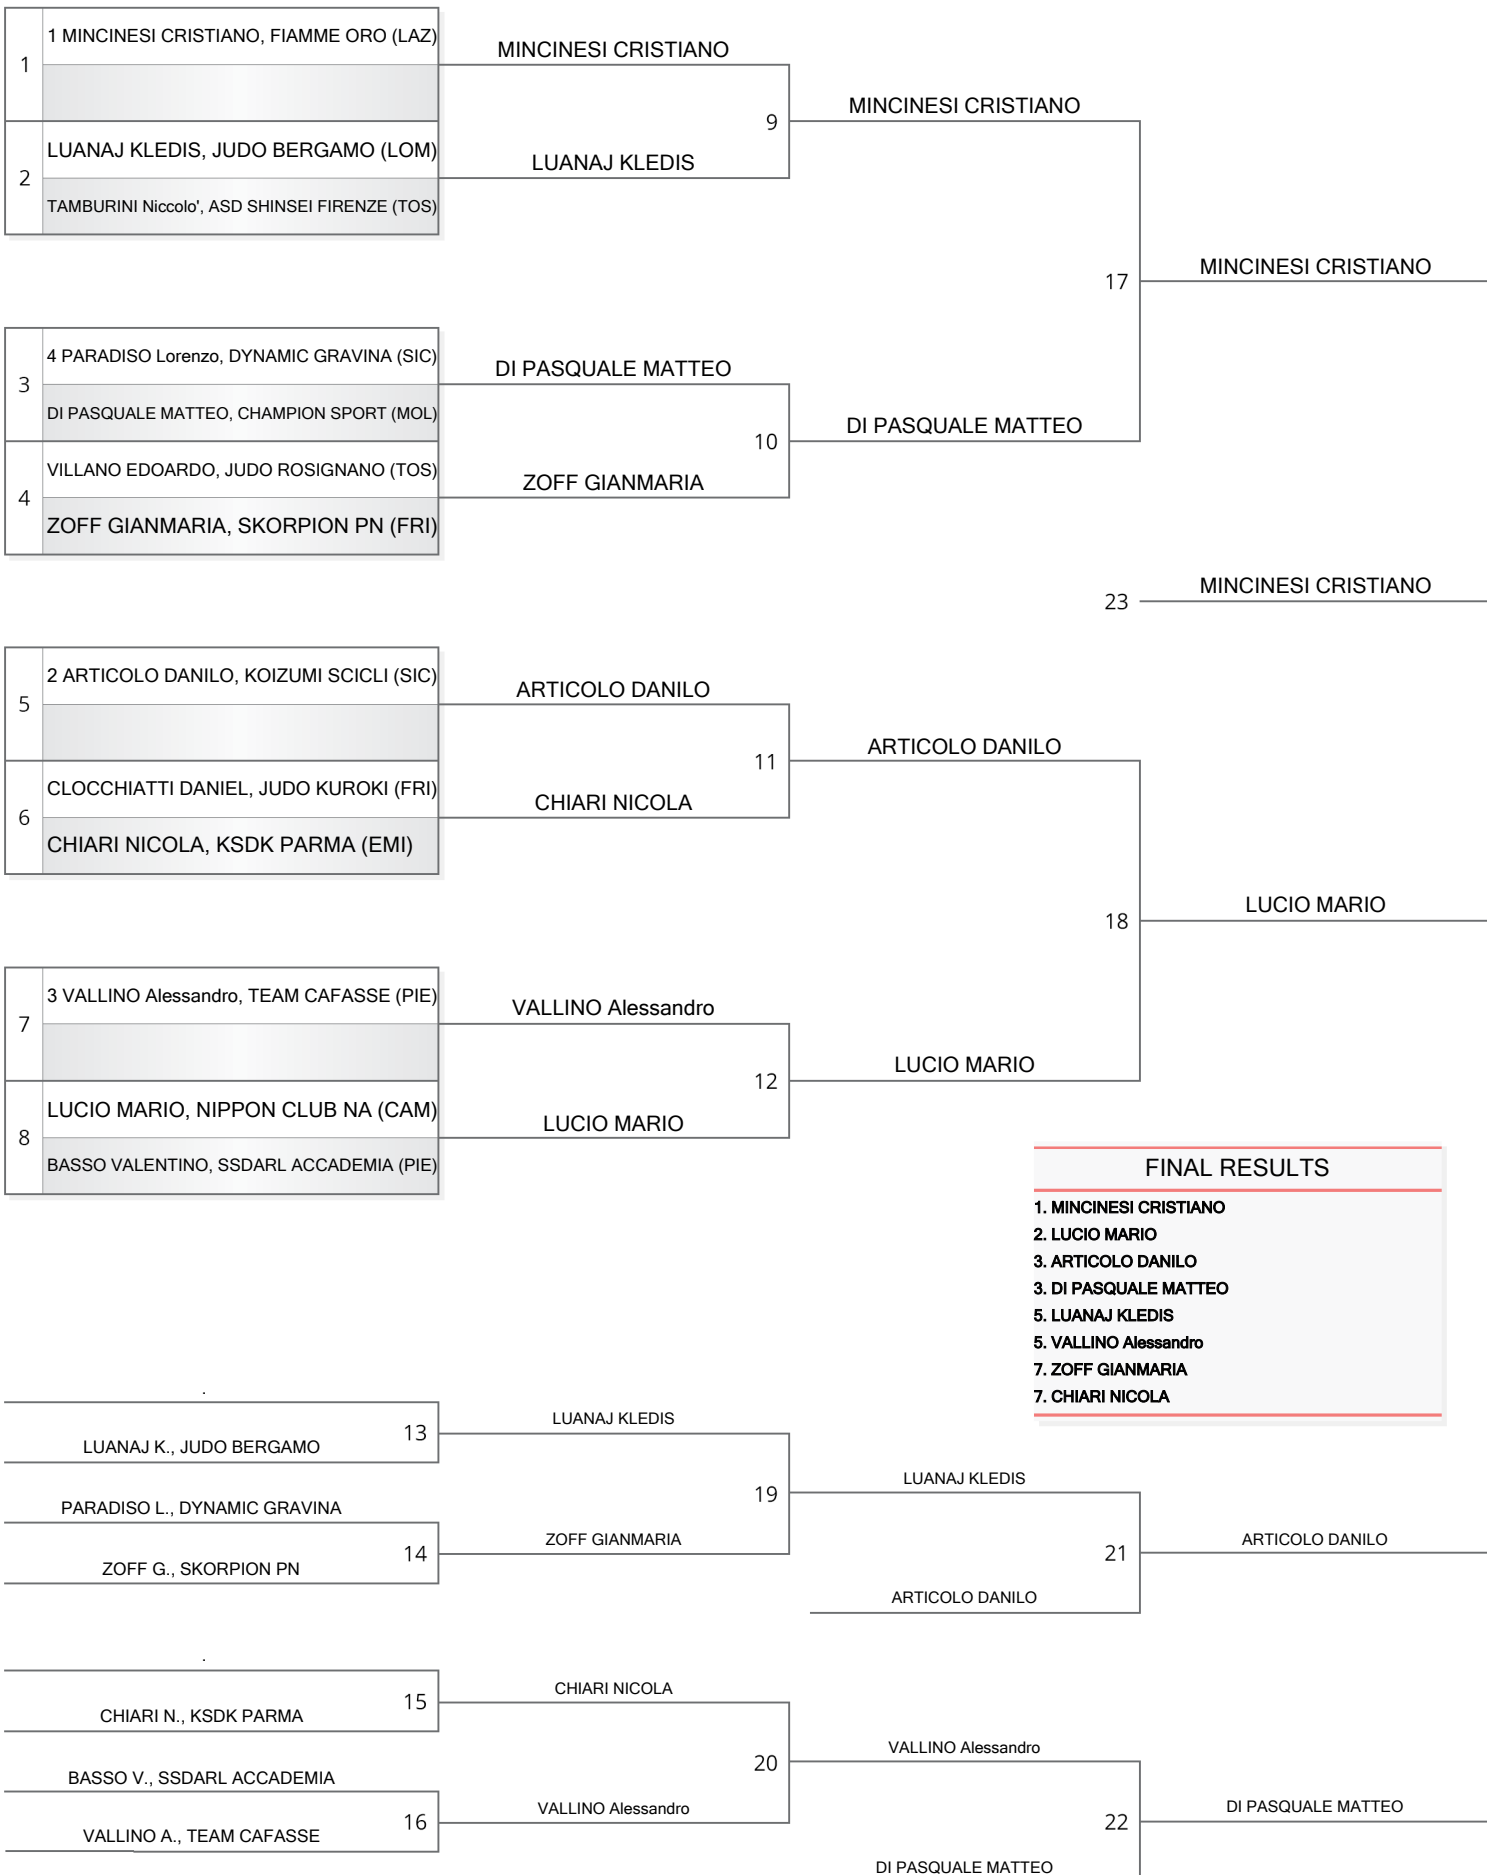 1 MINCINESI CRISTIANO, FIAMME ORO (LAZ)
1
MINCINESI CRISTIANO
LUANAJ KLEDIS, JUDO BERGAMO (LOM)
2
TAMBURINI Niccolo', ASD SHINSEI FIRENZE (TOS)
LUANAJ KLEDIS
9
MINCINESI CRISTIANO
4 PARADISO Lorenzo, DYNAMIC GRAVINA (SIC)
3
DI PASQUALE MATTEO, CHAMPION SPORT (MOL)
DI PASQUALE MATTEO
VILLANO EDOARDO, JUDO ROSIGNANO (TOS)
4
ZOFF GIANMARIA, SKORPION PN (FRI)
ZOFF GIANMARIA
10
DI PASQUALE MATTEO
17
MINCINESI CRISTIANO
23
MINCINESI CRISTIANO
2 ARTICOLO DANILO, KOIZUMI SCICLI (SIC)
5
ARTICOLO DANILO
CLOCCHIATTI DANIEL, JUDO KUROKI (FRI)
6
CHIARI NICOLA, KSDK PARMA (EMI)
CHIARI NICOLA
11
ARTICOLO DANILO
3 VALLINO Alessandro, TEAM CAFASSE (PIE)
7
VALLINO Alessandro
LUCIO MARIO, NIPPON CLUB NA (CAM)
8
BASSO VALENTINO, SSDARL ACCADEMIA (PIE)
LUCIO MARIO
12
LUCIO MARIO
18
LUCIO MARIO
FINAL RESULTS
1. MINCINESI CRISTIANO
2. LUCIO MARIO
3. ARTICOLO DANILO
3. DI PASQUALE MATTEO
5. LUANAJ KLEDIS
5. VALLINO Alessandro
7. ZOFF GIANMARIA
7. CHIARI NICOLA
.
LUANAJ K., JUDO BERGAMO
13
LUANAJ KLEDIS
PARADISO L., DYNAMIC GRAVINA
ZOFF G., SKORPION PN
14
ZOFF GIANMARIA
19
LUANAJ KLEDIS
ARTICOLO DANILO
21
ARTICOLO DANILO
.
CHIARI N., KSDK PARMA
15
CHIARI NICOLA
BASSO V., SSDARL ACCADEMIA
VALLINO A., TEAM CAFASSE
16
VALLINO Alessandro
20
VALLINO Alessandro
DI PASQUALE MATTEO
22
DI PASQUALE MATTEO